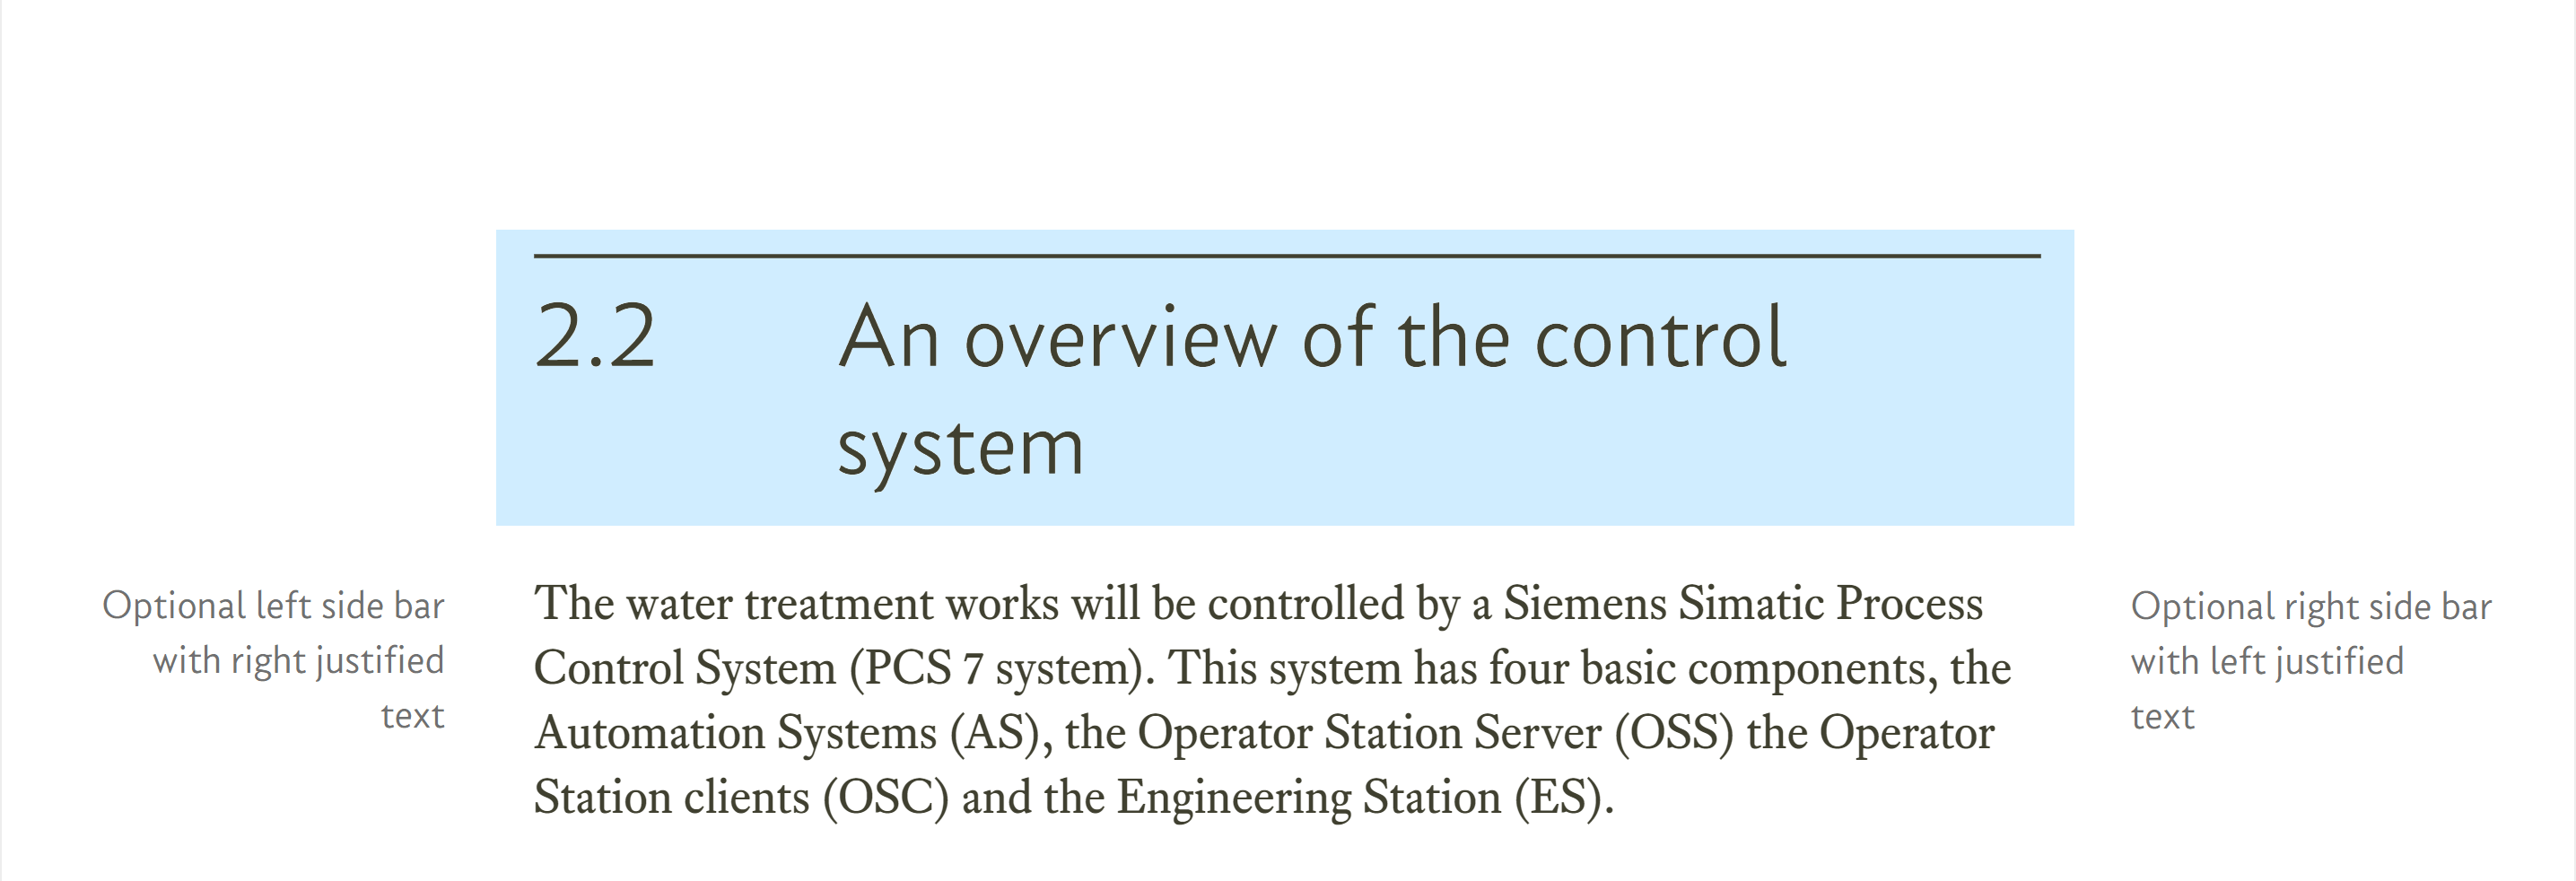 2.2 An overview of the control
system
Optional left side bar
with right justified
text
The water treatment works will be controlled by a Siemens Simatic Process
Control System (PCS 7 system). This system has four basic components, the
Automation Systems (AS), the Operator Station Server (OSS) the Operator
Station clients (OSC) and the Engineering Station (ES).
Optional right side bar
with left justified
text